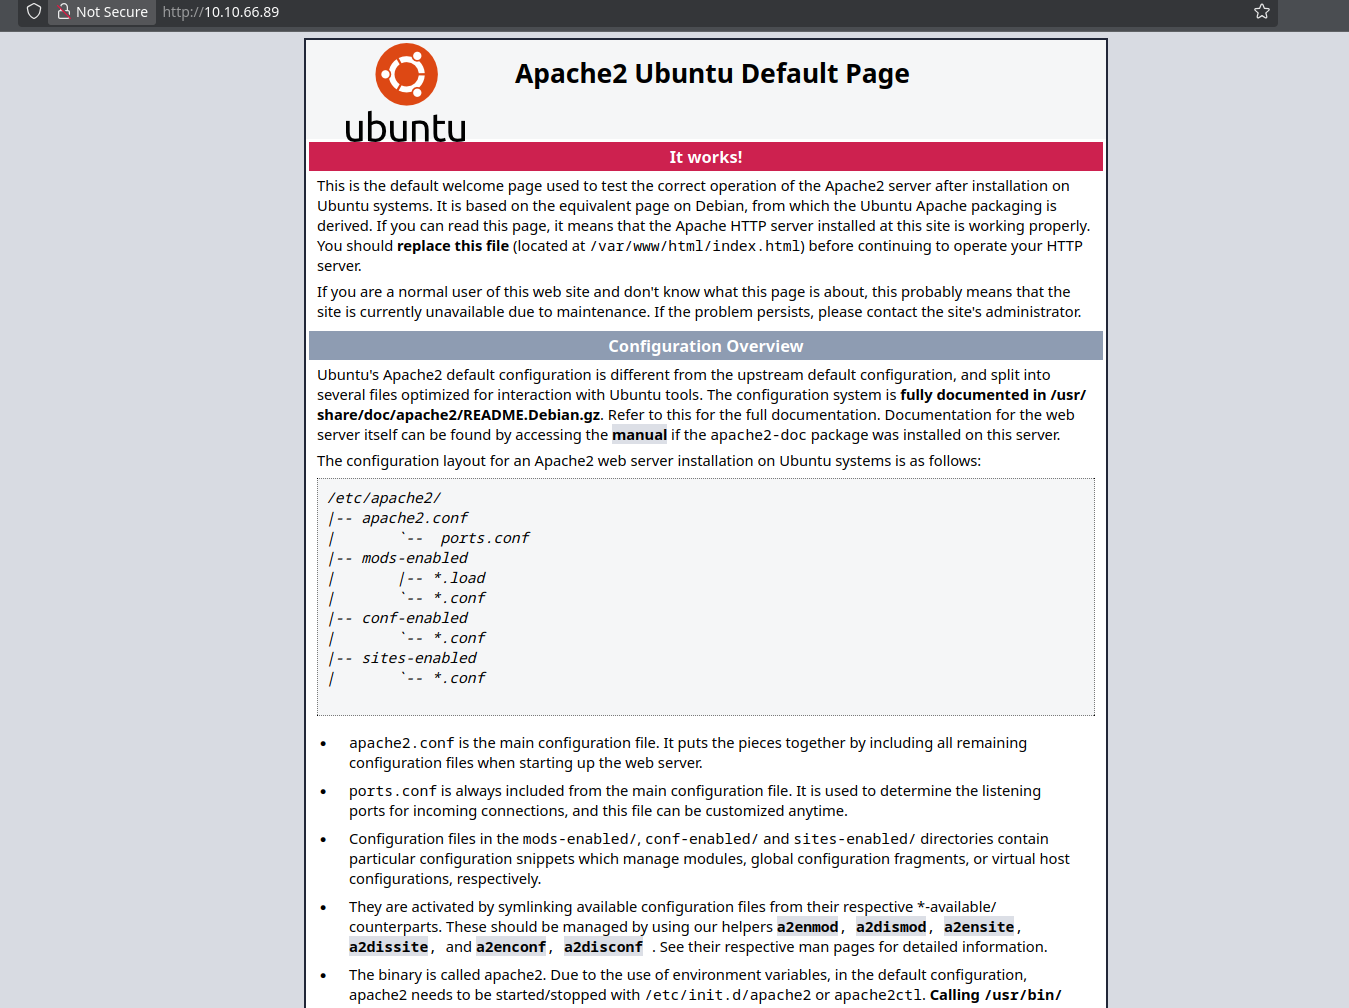 Not Secure http://10.10.66.89
Apache2 Ubuntu Default Page
ubuntu
It works!
This is the default welcome page used to test the correct operation of the Apache2 server after installation on
Ubuntu systems. It is based on the equivalent page on Debian, from which the Ubuntu Apache packaging is
derived. If you can read this page, it means that the Apache HTTP server installed at this site is working properly.
You should replace this file (located at /var/www/html/index.html) before continuing to operate your HTTP
server.
If you are a normal user of this web site and don't know what this page is about, this probably means that the
site is currently unavailable due to maintenance. If the problem persists, please contact the site's administrator.
Configuration Overview
Ubuntu's Apache2 default configuration is different from the upstream default configuration, and split into
several files optimized for interaction with Ubuntu tools. The configuration system is fully documented in /usr/
share/doc/apache2/README.Debian.gz. Refer to this for the full documentation. Documentation for the web
server itself can be found by accessing the manual if the apache2-doc package was installed on this server.
The configuration layout for an Apache2 web server installation on Ubuntu systems is as follows:
/etc/apache2/
|-- apache2.conf
|       `--  ports.conf
|-- mods-enabled
|       |-- *.load
|       `-- *.conf
|-- conf-enabled
|       `-- *.conf
|-- sites-enabled
|       `-- *.conf
• apache2.conf is the main configuration file. It puts the pieces together by including all remaining
configuration files when starting up the web server.
• ports.conf is always included from the main configuration file. It is used to determine the listening
ports for incoming connections, and this file can be customized anytime.
• Configuration files in the mods-enabled/, conf-enabled/ and sites-enabled/ directories contain
particular configuration snippets which manage modules, global configuration fragments, or virtual host
configurations, respectively.
• They are activated by symlinking available configuration files from their respective *-available/
counterparts. These should be managed by using our helpers a2enmod, a2dismod, a2ensite,
a2dissite, and a2enconf, a2disconf . See their respective man pages for detailed information.
• The binary is called apache2. Due to the use of environment variables, in the default configuration,
apache2 needs to be started/stopped with /etc/init.d/apache2 or apache2ctl. Calling /usr/bin/